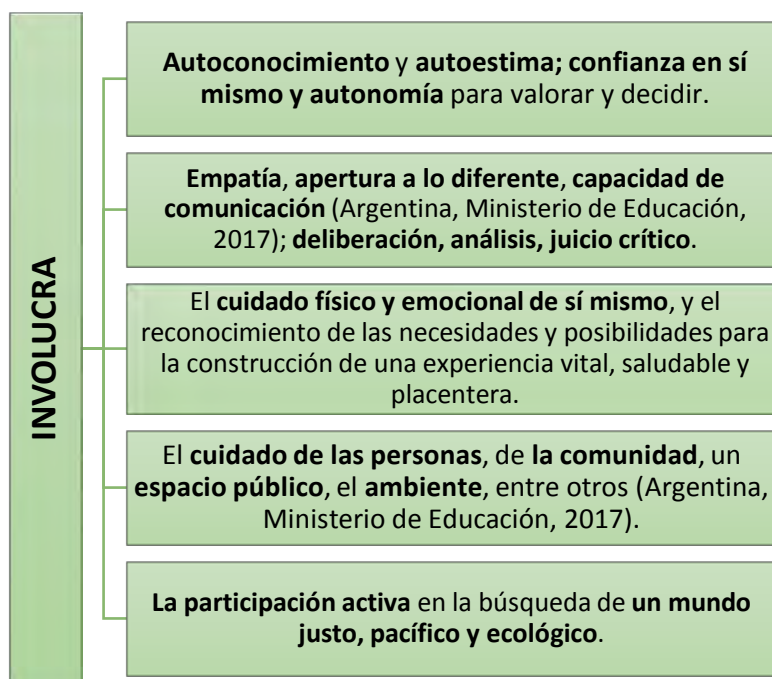 INVOLUCRA
Autoconocimiento y autoestima; confianza en sí
mismo y autonomía para valorar y decidir.
Empatía, apertura a lo diferente, capacidad de
comunicación (Argentina, Ministerio de Educación,
2017); deliberación, análisis, juicio crítico.
El cuidado físico y emocional de sí mismo, y el
reconocimiento de las necesidades y posibilidades para
la construcción de una experiencia vital, saludable y
placentera.
El cuidado de las personas, de la comunidad, un
espacio público, el ambiente, entre otros (Argentina,
Ministerio de Educación, 2017).
La participación activa en la búsqueda de un mundo
justo, pacífico y ecológico.